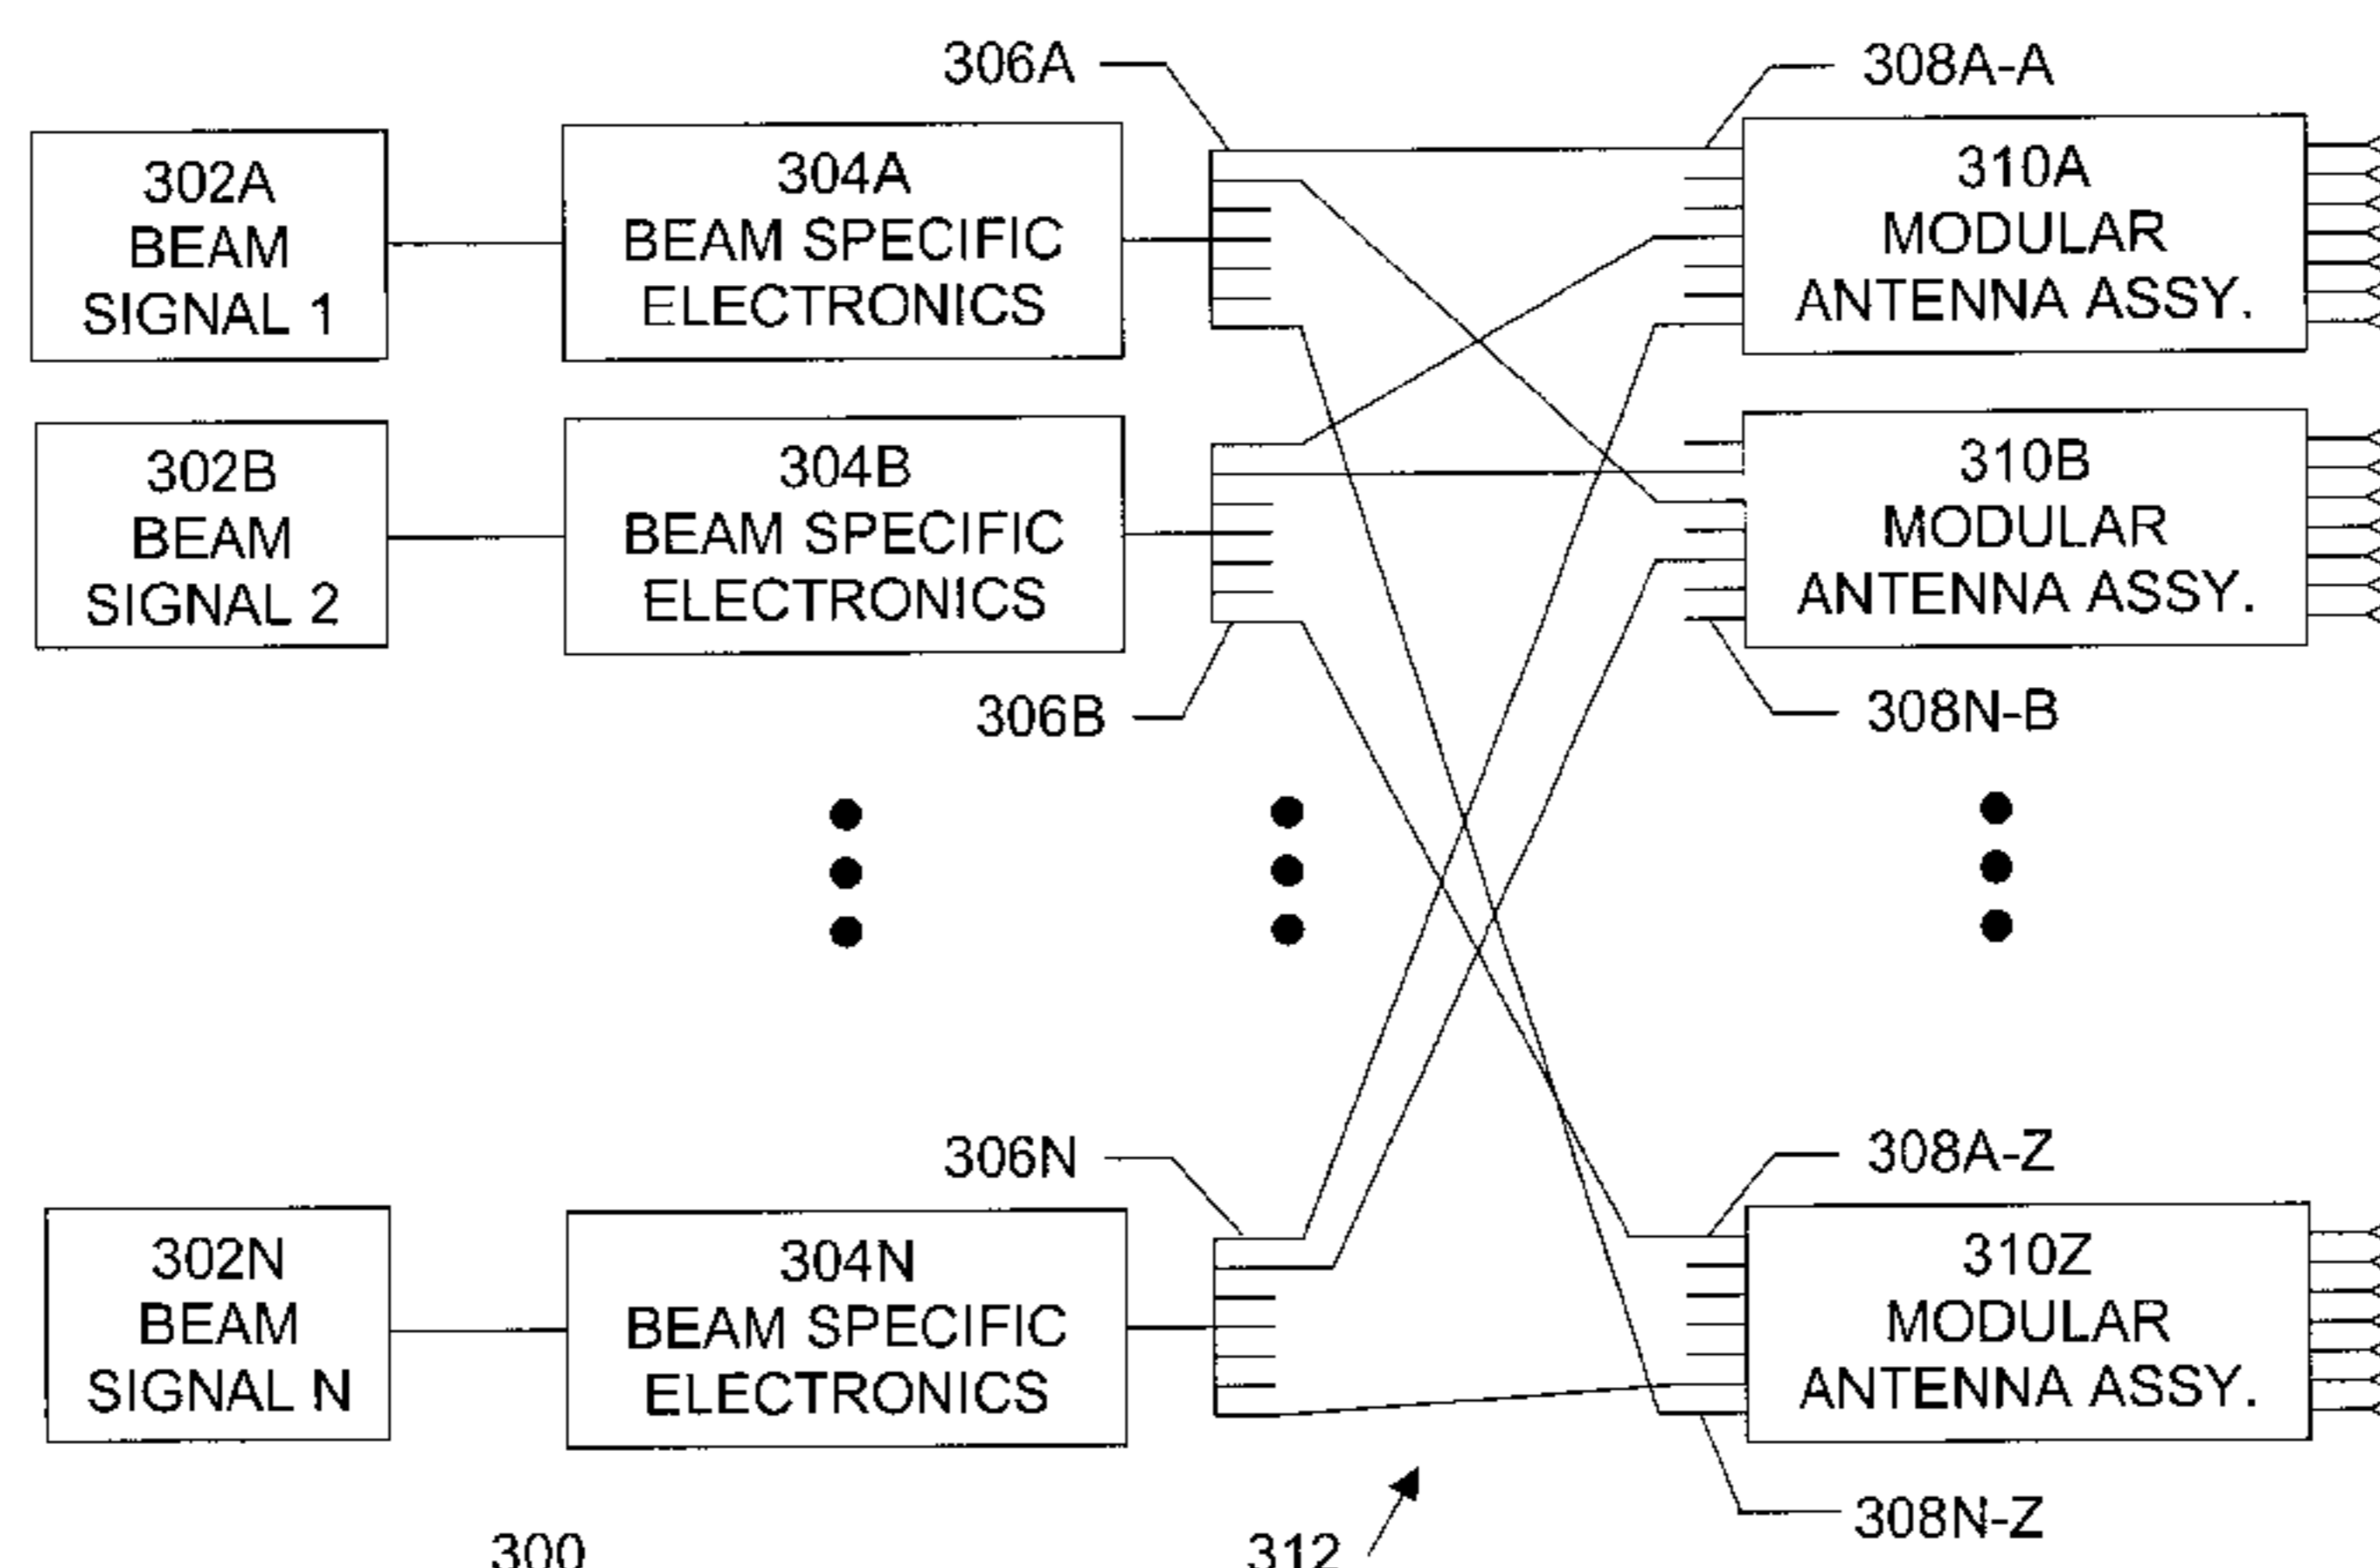 306A
308A-A
302A
BEAM
SIGNAL 1
304A
BEAM SPECIFIC
ELECTRONICS
310A
MODULAR
ANTENNA ASSY.
302B
BEAM
SIGNAL 2
304B
BEAM SPECIFIC
ELECTRONICS
310B
MODULAR
ANTENNA ASSY.
306B
308N-B
306N
308A-Z
302N
BEAM
SIGNAL N
304N
BEAM SPECIFIC
ELECTRONICS
310Z
MODULAR
ANTENNA ASSY.
308N-Z
300
312